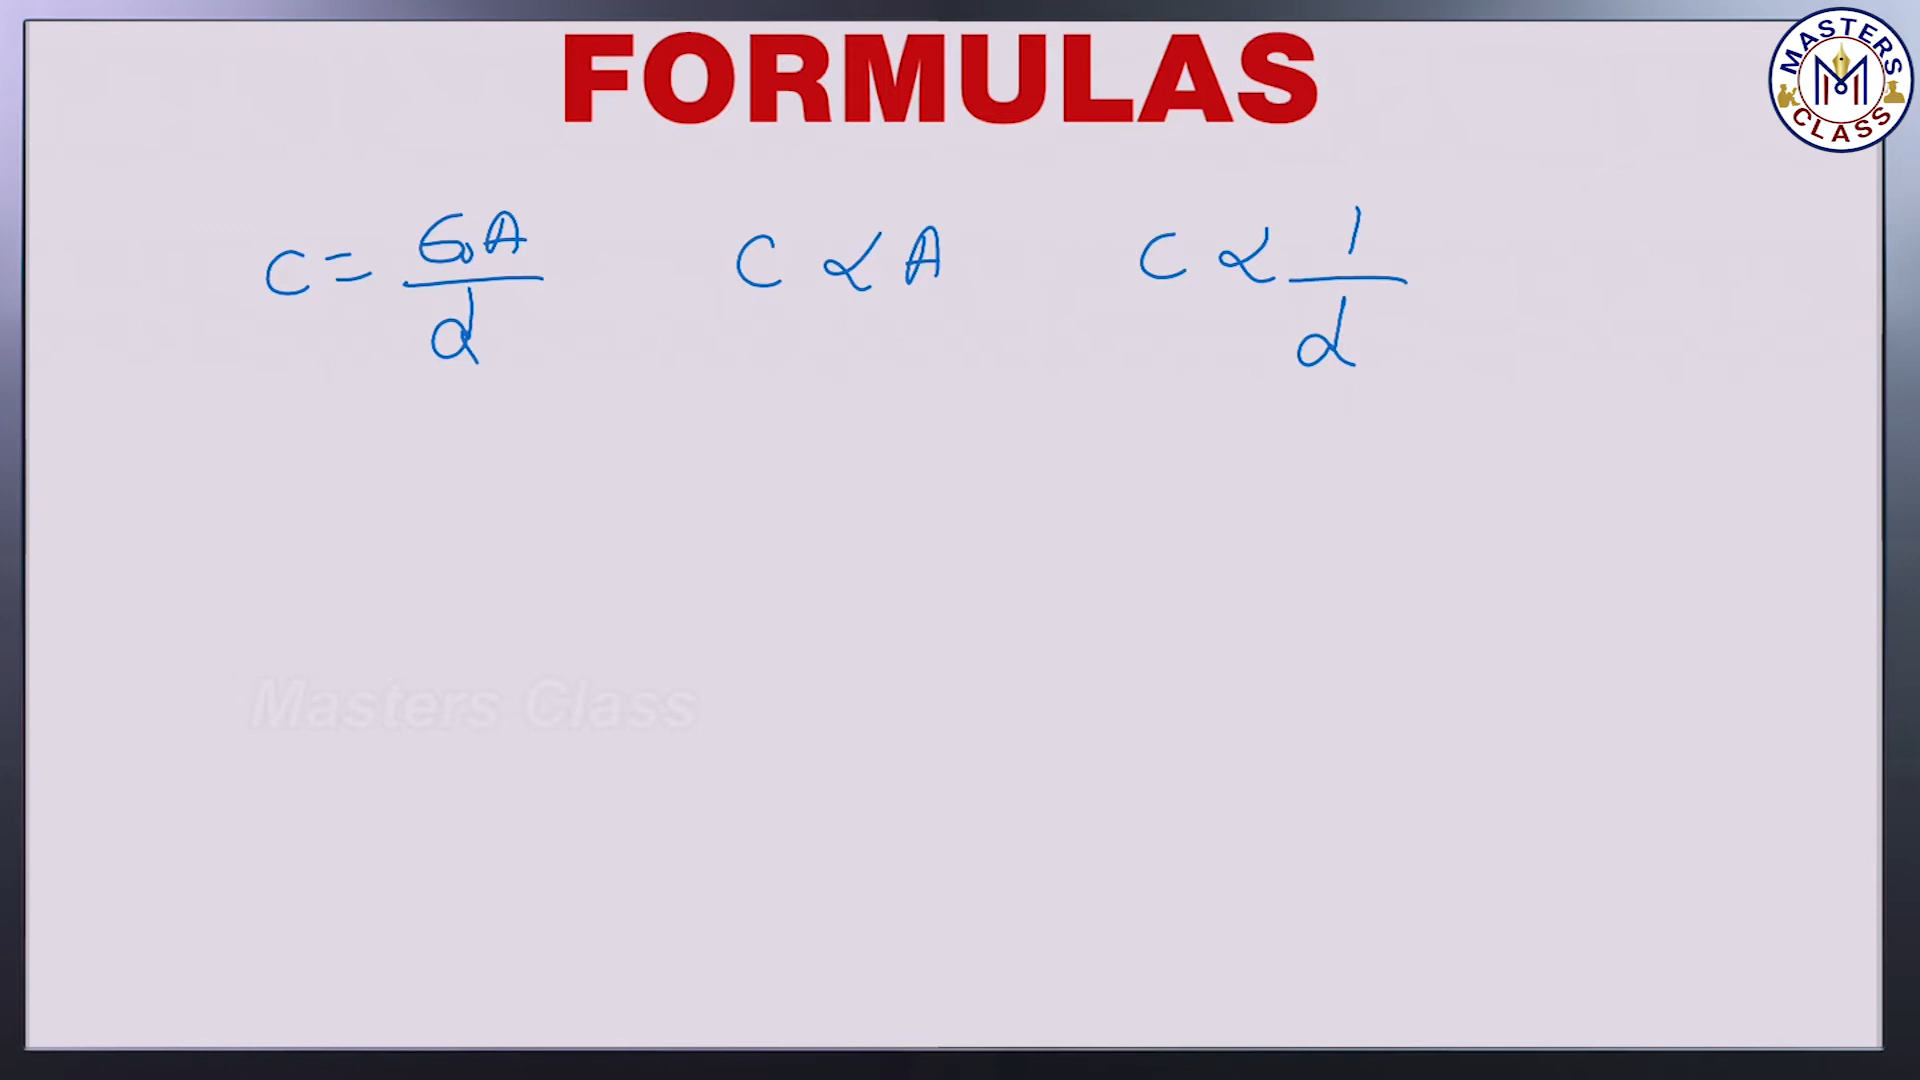 FORMULAS
MASTERS CLASS
M
C = ϵ₀A/d    C ∝ A    C ∝ 1/d
Masters Class